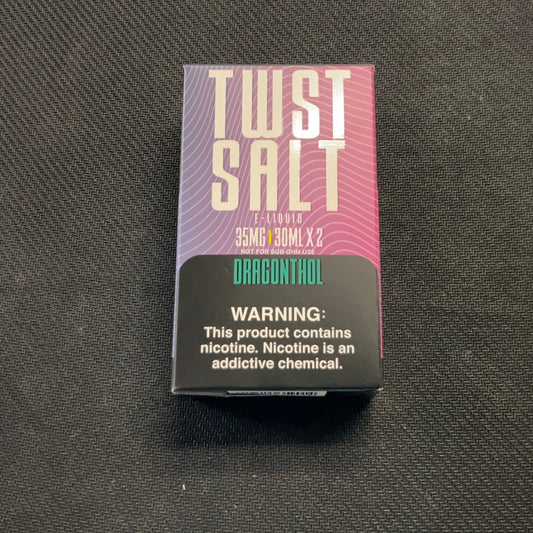 TWST
SALT
E-LIQUID
35MG | 30ML X 2
NOT FOR SUB-OHM USE
DRAGONTHOL
WARNING:
This product contains
nicotine. Nicotine is an
addictive chemical.